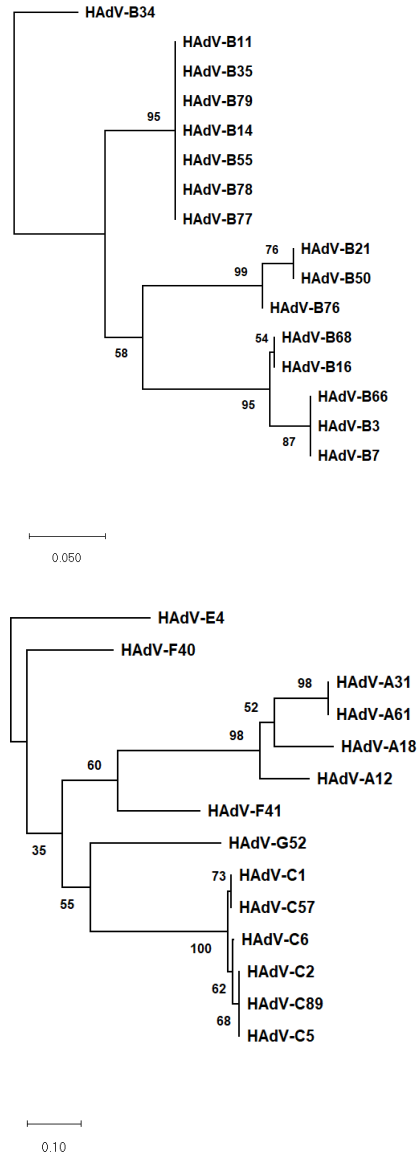 HAdV-B34
HAdV-B11
HAdV-B35
HAdV-B79
95
HAdV-B14
HAdV-B55
HAdV-B78
HAdV-B77
76
HAdV-B21
99
HAdV-B50
HAdV-B76
54
HAdV-B68
58
HAdV-B16
HAdV-B66
95
HAdV-B3
87
HAdV-B7
0.050
HAdV-E4
HAdV-F40
98
HAdV-A31
52
HAdV-A61
98
HAdV-A18
60
HAdV-A12
HAdV-F41
35
HAdV-G52
73
HAdV-C1
55
HAdV-C57
100
HAdV-C6
HAdV-C2
62
HAdV-C89
68
HAdV-C5
0.10